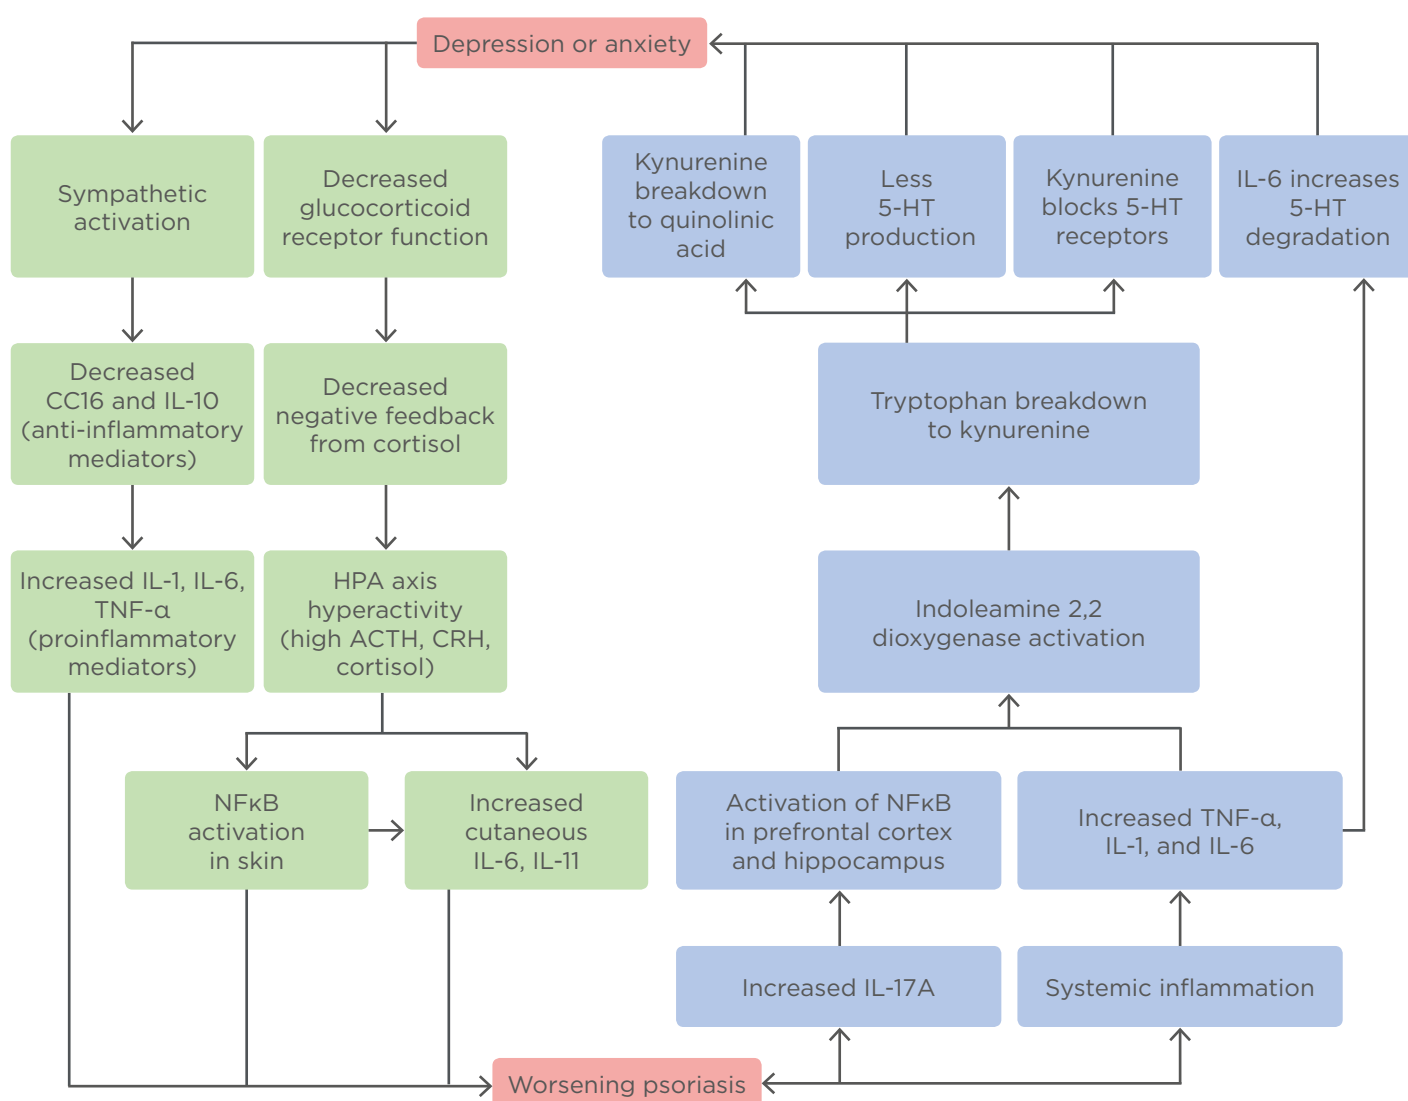 Depression or anxiety
Sympathetic
activation
Decreased
glucocorticoid
receptor function
Kynurenine
breakdown
to quinolinic
acid
Less
5-HT
production
Kynurenine
blocks 5-HT
receptors
IL-6 increases
5-HT
degradation
Decreased
CC16 and IL-10
(anti-inflammatory
mediators)
Decreased
negative feedback
from cortisol
Tryptophan breakdown
to kynurenine
Increased IL-1, IL-6,
TNF-α
(proinflammatory
mediators)
HPA axis
hyperactivity
(high ACTH, CRH,
cortisol)
Indoleamine 2,2
dioxygenase activation
NFκB
activation
in skin
Increased
cutaneous
IL-6, IL-11
Activation of NFκB
in prefrontal cortex
and hippocampus
Increased TNF-α,
IL-1, and IL-6
Increased IL-17A
Systemic inflammation
Worsening psoriasis